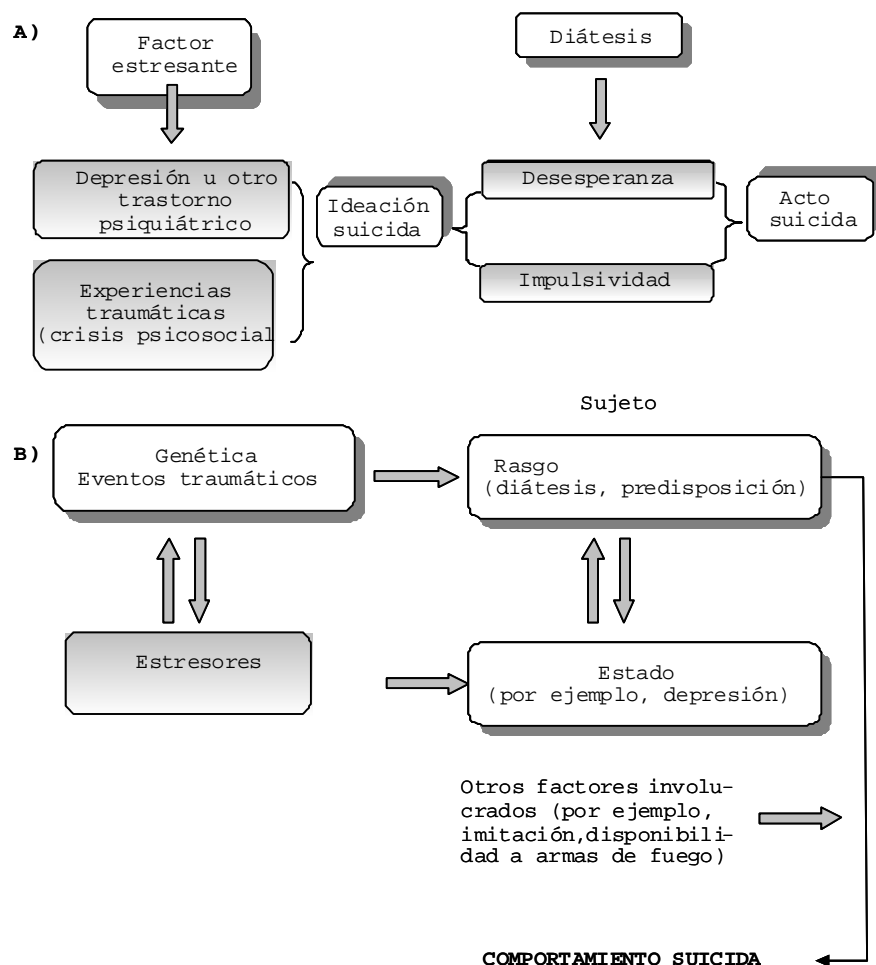 A)
Factor
estresante
Diátesis
Depresión u otro
trastorno
psiquiátrico
Desesperanza
Ideación
suicida
Acto
suicida
Impulsividad
Experiencias
traumáticas
(crisis psicosocial
Sujeto
B)
Genética
Eventos traumáticos
Rasgo
(diátesis, predisposición)
Estresores
Estado
(por ejemplo, depresión)
Otros factores involu-
crados (por ejemplo,
imitación,disponibili-
dad a armas de fuego)
COMPORTAMIENTO SUICIDA